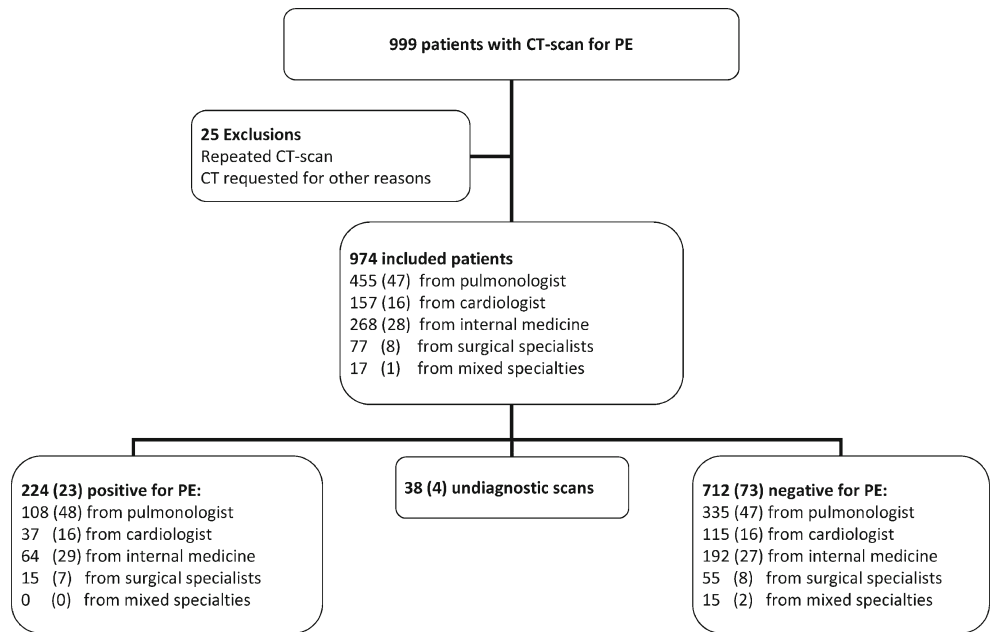 999 patients with CT-scan for PE
25 Exclusions
Repeated CT-scan
CT requested for other reasons
974 included patients
455 (47) from pulmonologist
157 (16) from cardiologist
268 (28) from internal medicine
77 (8) from surgical specialists
17 (1) from mixed specialties
224 (23) positive for PE:
108 (48) from pulmonologist
37 (16) from cardiologist
64 (29) from internal medicine
15 (7) from surgical specialists
0 (0) from mixed specialties
38 (4) undiagnostic scans
712 (73) negative for PE:
335 (47) from pulmonologist
115 (16) from cardiologist
192 (27) from internal medicine
55 (8) from surgical specialists
15 (2) from mixed specialties